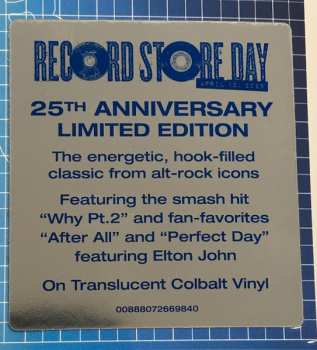 RECORD STORE DAY
25TH ANNIVERSARY
LIMITED EDITION
The energetic, hook-filled
classic from alt-rock icons
Featuring the smash hit
“Why Pt.2” and fan-favorites
“After All” and “Perfect Day”
featuring Elton John
On Translucent Colbalt Vinyl
00888072669840